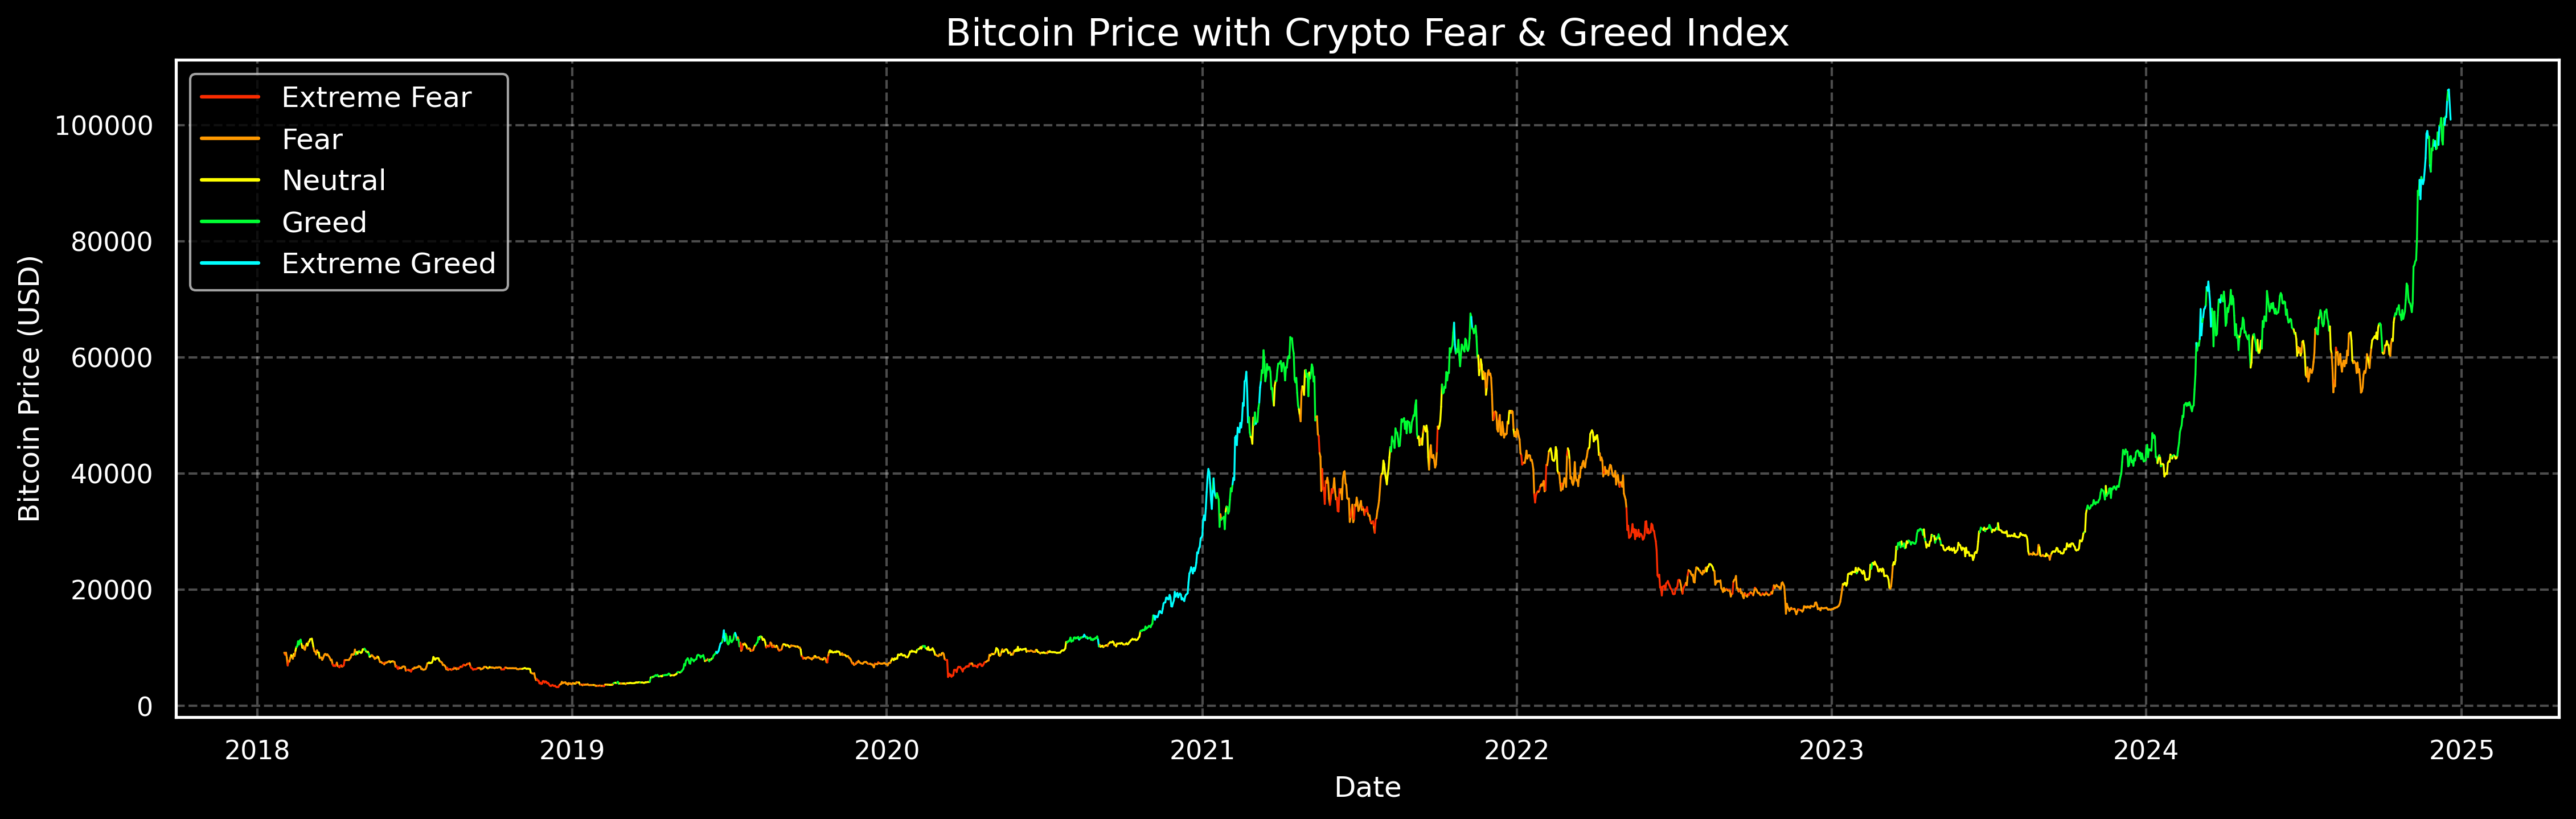 Bitcoin Price with Crypto Fear & Greed Index
Extreme Fear
Fear
Neutral
Greed
Extreme Greed
Bitcoin Price (USD)
100000
80000
60000
40000
20000
0
2018 2019 2020 2021 2022 2023 2024 2025
Date